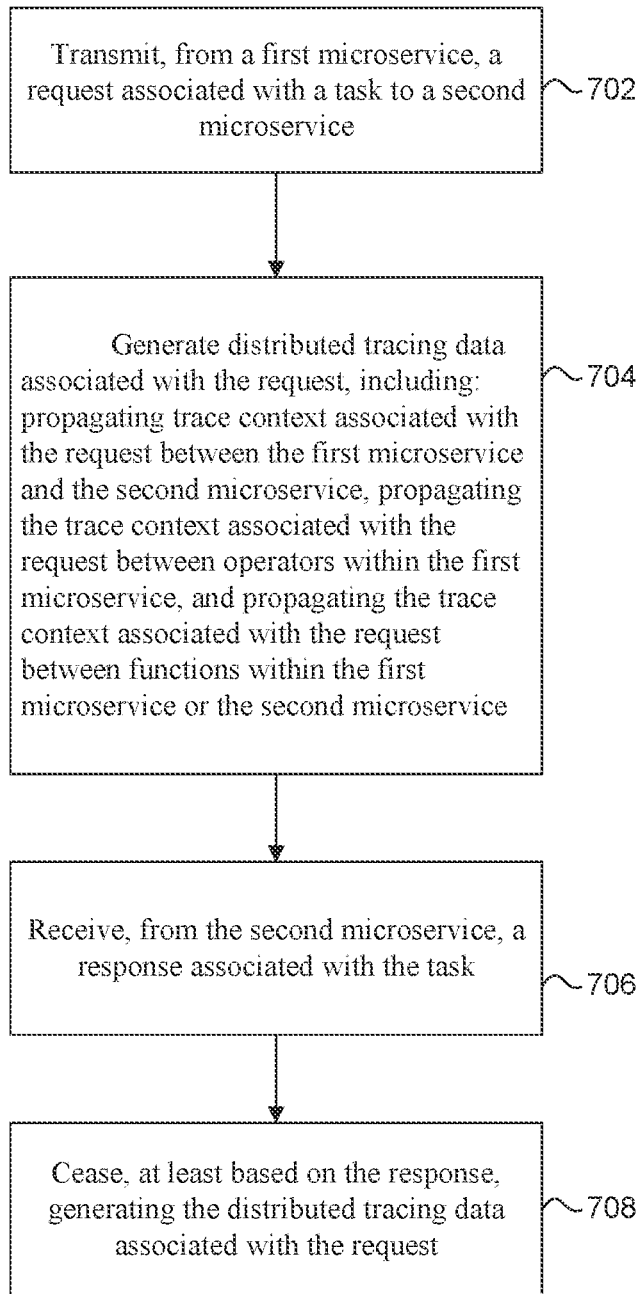 Transmit, from a first microservice, a
request associated with a task to a second
microservice
702
Generate distributed tracing data
associated with the request, including:
propagating trace context associated with
the request between the first microservice
and the second microservice, propagating
the trace context associated with the
request between operators within the first
microservice, and propagating the trace
context associated with the request
between functions within the first
microservice or the second microservice
704
Receive, from the second microservice, a
response associated with the task
706
Cease, at least based on the response,
generating the distributed tracing data
associated with the request
708